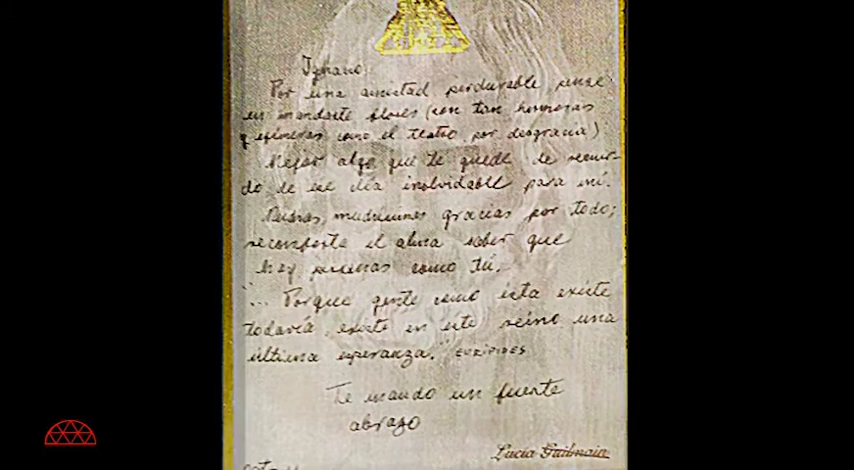 Ignacio
Por una amistad perdurable pensé
en mandarte flores (son tan hermosas
y efímeras como el teatro por desgracia)
Mejor algo que te quede de recuer-
do de ese día inolvidable para mí.
muchísimas gracias por todo;
reconforta el alma saber que
hay personas como tú.
"... Porque gente como ésta existe
todavía, existe en este reino una
última esperanza." EURÍPIDES
Te mando un fuerte
abrazo
Lucía Guilmain